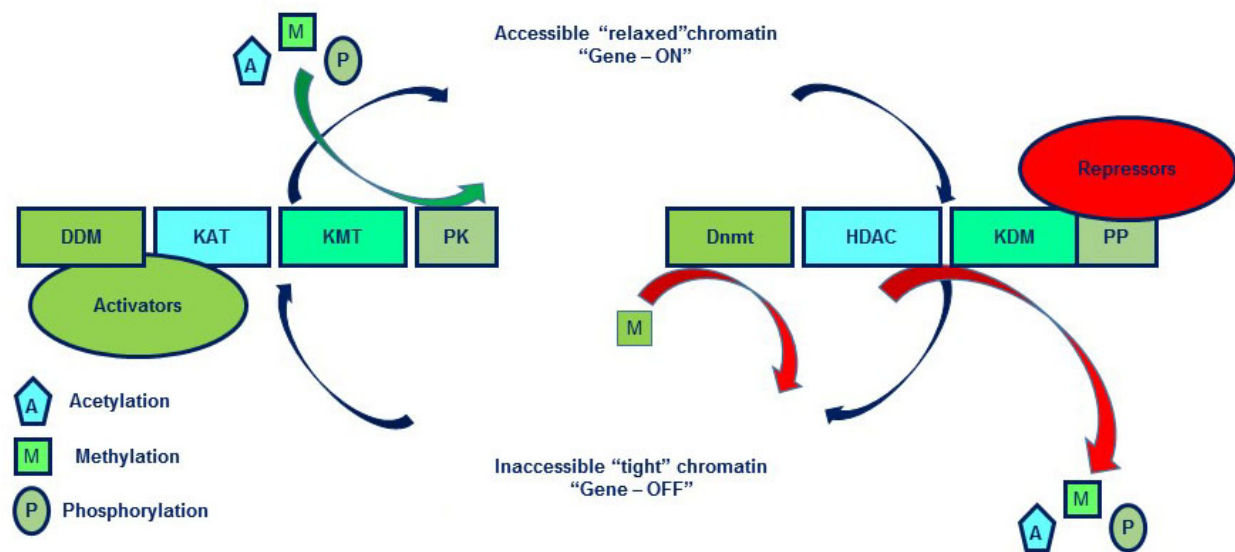 M
A
P
Accessible “relaxed”chromatin
“Gene – ON”
Repressors
DDM
KAT
KMT
PK
Dnmt
HDAC
KDM
PP
Activators
M
A Acetylation
M Methylation
P Phosphorylation
Inaccessible “tight” chromatin
“Gene – OFF”
M
A
P